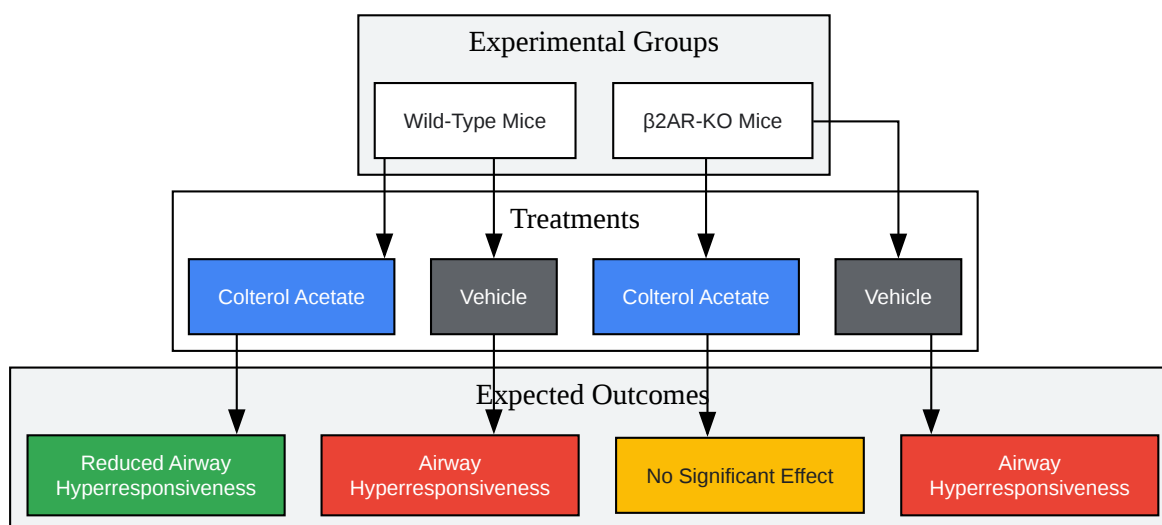 Experimental Groups
Wild-Type Mice
β2AR-KO Mice
Treatments
Colterol Acetate
Vehicle
Colterol Acetate
Vehicle
Expected Outcomes
Reduced Airway
Hyperresponsiveness
Airway
Hyperresponsiveness
No Significant Effect
Airway
Hyperresponsiveness